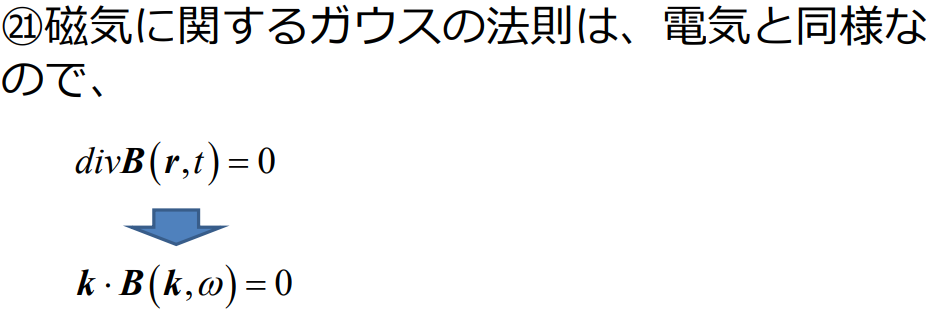 ㉑磁気に関するガウスの法則は、電気と同様な
ので、
divB(r,t)=0
k·B(k,ω)=0